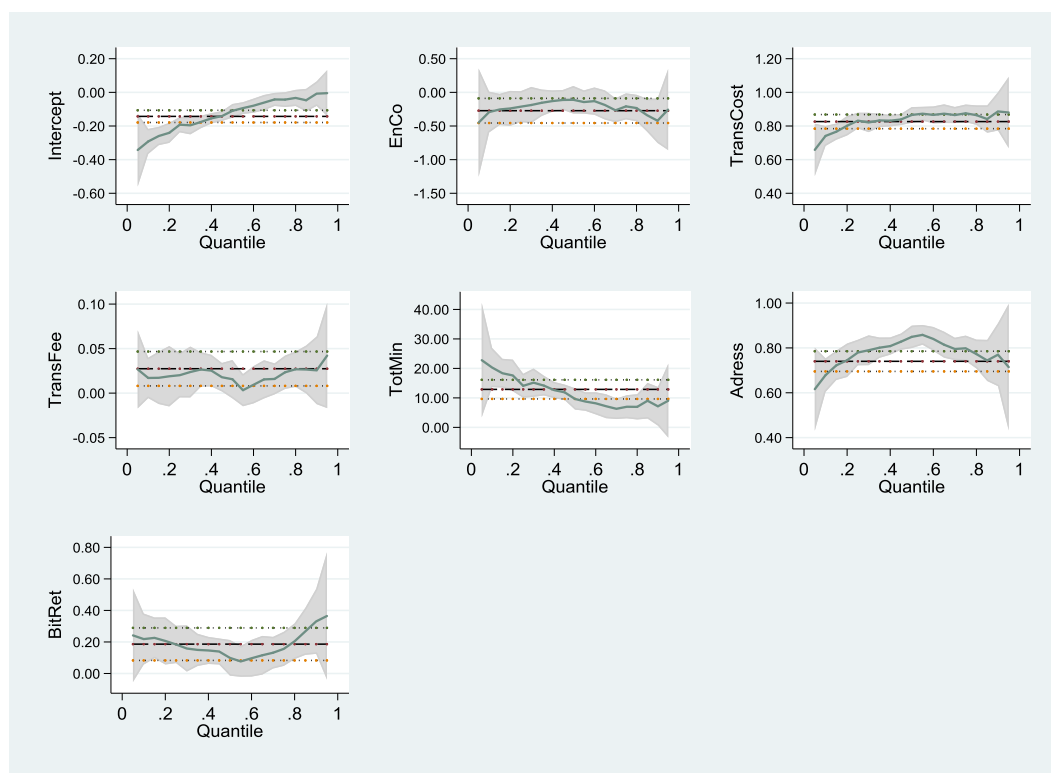 Intercept
0.20
0.00
-0.20
-0.40
-0.60
0 .2 .4 .6 .8 1
Quantile
EnCo
0.50
0.00
-0.50
-1.00
-1.50
0 .2 .4 .6 .8 1
Quantile
TransCost
1.20
1.00
0.80
0.60
0.40
0 .2 .4 .6 .8 1
Quantile
TransFee
0.10
0.05
0.00
-0.05
0 .2 .4 .6 .8 1
Quantile
TotMin
40.00
30.00
20.00
10.00
0.00
0 .2 .4 .6 .8 1
Quantile
Adress
1.00
0.80
0.60
0.40
0 .2 .4 .6 .8 1
Quantile
BitRet
0.80
0.60
0.40
0.20
0.00
0 .2 .4 .6 .8 1
Quantile